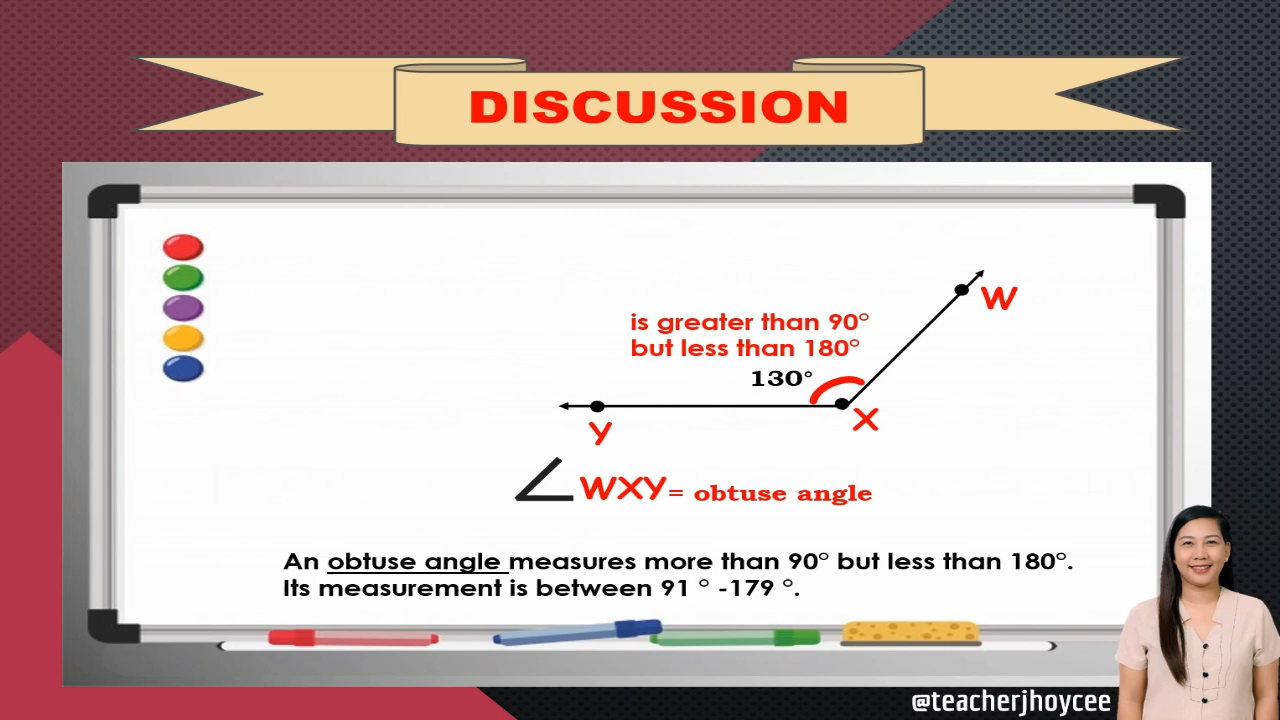 DISCUSSION
is greater than 90°
but less than 180°
130°
W
X
y
∠WXY= obtuse angle
An obtuse angle measures more than 90° but less than 180°.
Its measurement is between 91 ° -179 °.
@teacherjhoycee